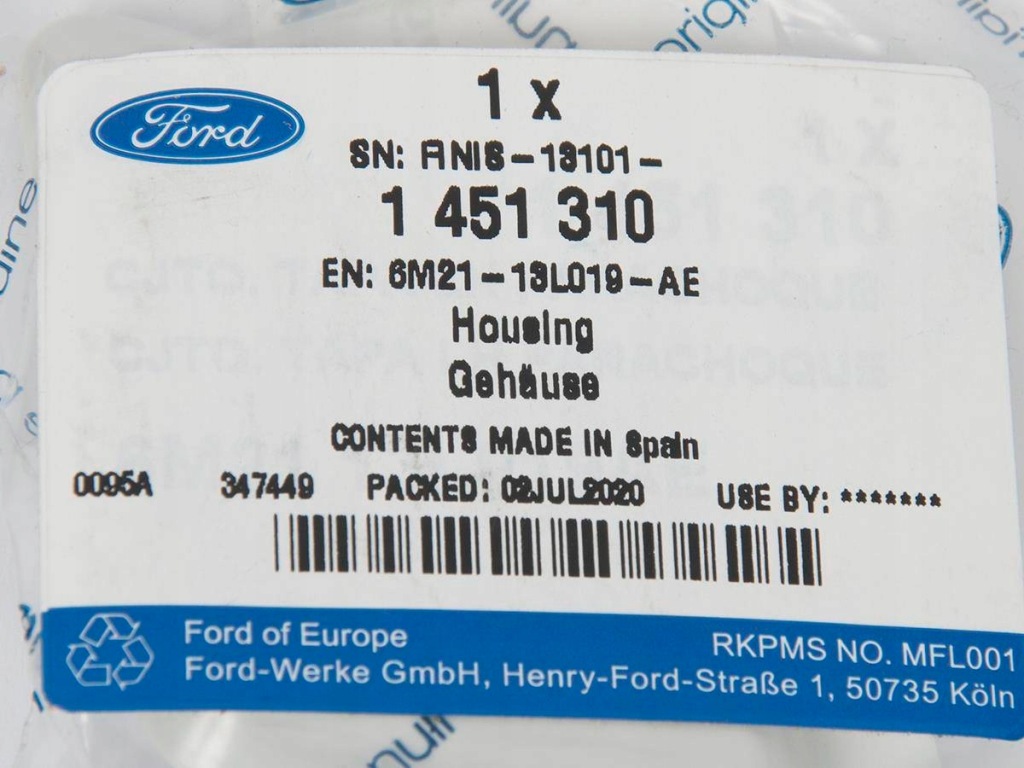 Ford
1 x
SN: FINIS-13101-
1 451 310
EN: 6M21-13L019-AE
Housing
Gehäuse
CONTENTS MADE IN Spain
0095A 347449 PACKED: 02JUL2020 USE BY: *******
Ford of Europe RKPMS NO. MFL001
Ford-Werke GmbH, Henry-Ford-Straße 1, 50735 Köln